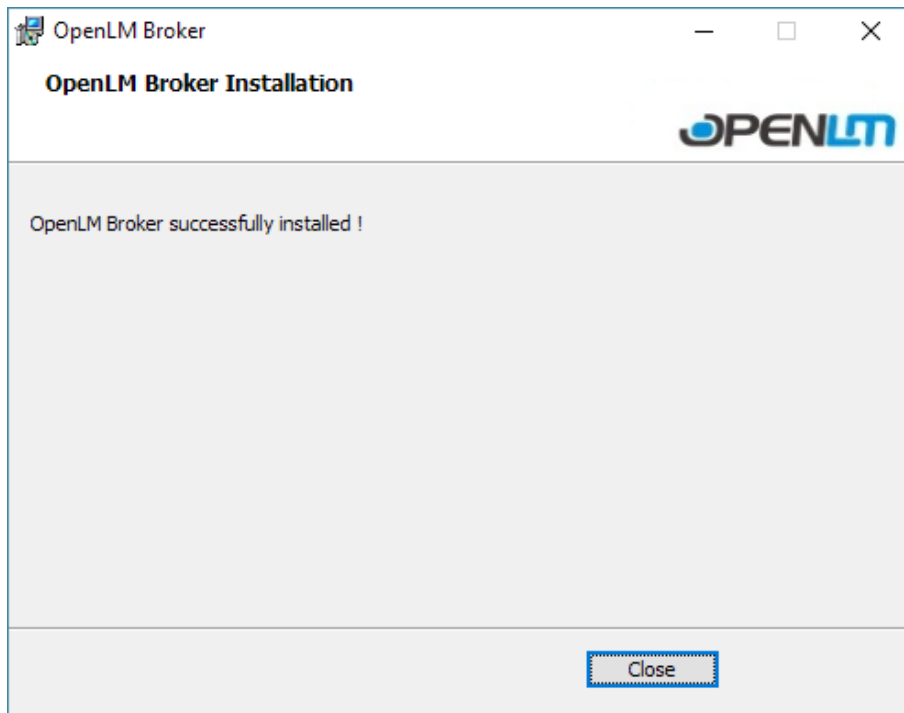 OpenLM Broker
OpenLM Broker Installation
OPENLM
OpenLM Broker successfully installed !
Close